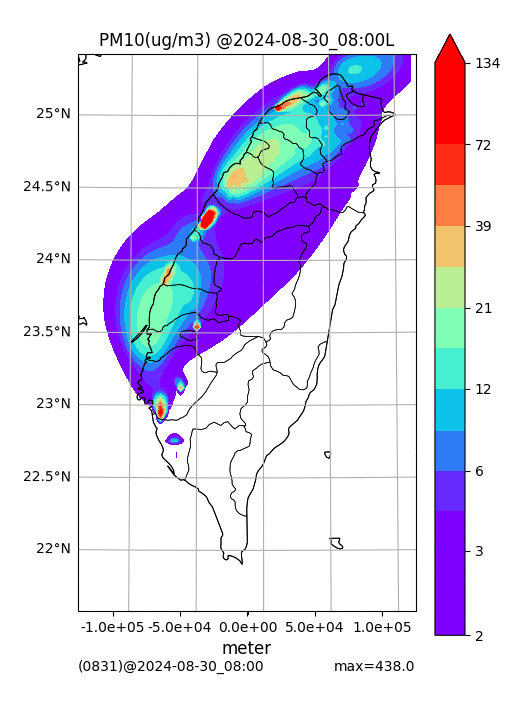 PM10(ug/m3) @2024-08-30_08:00L
134
72
39
21
12
6
3
2
25°N
24.5°N
24°N
23.5°N
23°N
22.5°N
22°N
-1.0e+05 -5.0e+04 0.0e+00 5.0e+04 1.0e+05
meter
(0831)@2024-08-30_08:00 max=438.0